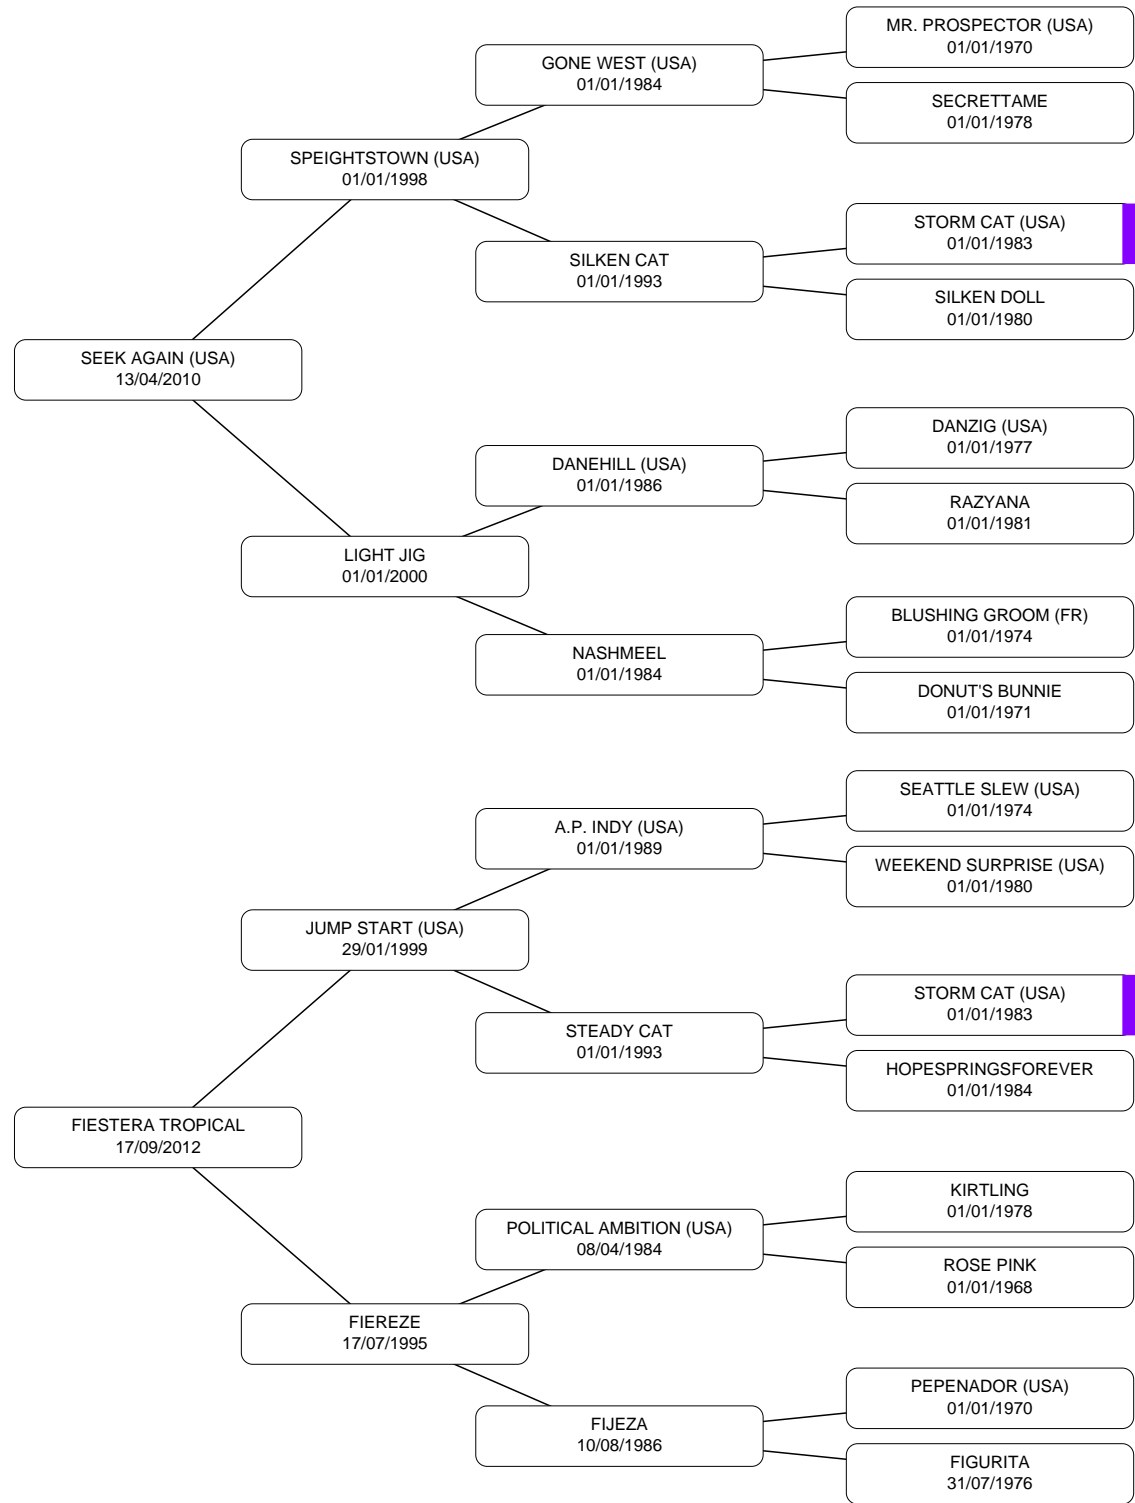 MR. PROSPECTOR (USA)
01/01/1970
GONE WEST (USA)
01/01/1984
SECRETTAME
01/01/1978
SPEIGHTSTOWN (USA)
01/01/1998
STORM CAT (USA)
01/01/1983
SILKEN CAT
01/01/1993
SILKEN DOLL
01/01/1980
SEEK AGAIN (USA)
13/04/2010
DANZIG (USA)
01/01/1977
DANEHILL (USA)
01/01/1986
RAZYANA
01/01/1981
LIGHT JIG
01/01/2000
BLUSHING GROOM (FR)
01/01/1974
NASHMEEL
01/01/1984
DONUT'S BUNNIE
01/01/1971
SEATTLE SLEW (USA)
01/01/1974
A.P. INDY (USA)
01/01/1989
WEEKEND SURPRISE (USA)
01/01/1980
JUMP START (USA)
29/01/1999
STORM CAT (USA)
01/01/1983
STEADY CAT
01/01/1993
HOPESPRINGSFOREVER
01/01/1984
FIESTERA TROPICAL
17/09/2012
KIRTLING
01/01/1978
POLITICAL AMBITION (USA)
08/04/1984
ROSE PINK
01/01/1968
FIEREZE
17/07/1995
PEPENADOR (USA)
01/01/1970
FIJEZA
10/08/1986
FIGURITA
31/07/1976